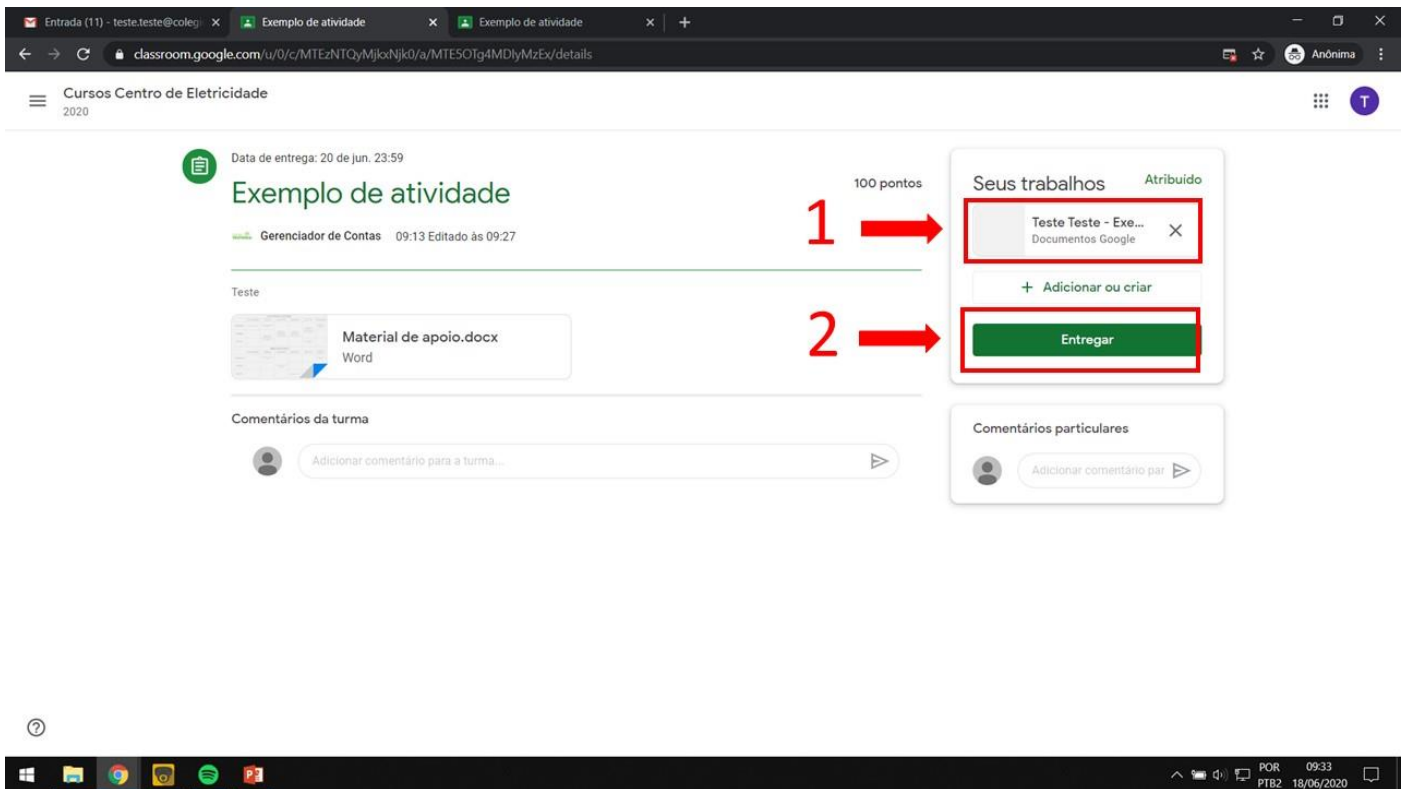 Entrada (11) - teste.teste@colegi
Exemplo de atividade
Exemplo de atividade
classroom.google.com/u/0/c/MTEzNTQyMjkxNjk0/a/MTE5OTg4MDIyMzEx/details
Anônima
Cursos Centro de Eletricidade
2020
T
Data de entrega: 20 de jun. 23:59
Exemplo de atividade
100 pontos
Gerenciador de Contas 09:13 Editado às 09:27
Teste
Material de apoio.docx
Word
Comentários da turma
Adicionar comentário para a turma...
1
2
Seus trabalhos Atribuído
Teste Teste - Exe...
Documentos Google
+ Adicionar ou criar
Entregar
Comentários particulares
Adicionar comentário par
POR 09:33
PTB2 18/06/2020